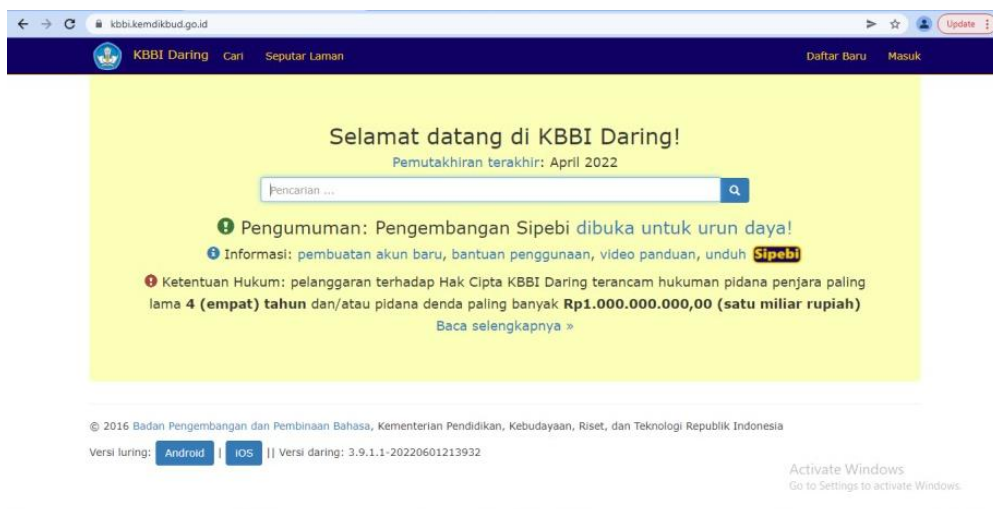 kbbi.kemdikbud.go.id
Update
KBBI Daring Cari Seputar Laman Daftar Baru Masuk
Selamat datang di KBBI Daring!
Pemutakhiran terakhir: April 2022
Pencarian ...
Pengumuman: Pengembangan Sipebi dibuka untuk urun daya!
Informasi: pembuatan akun baru, bantuan penggunaan, video panduan, unduh Sipebi
Ketentuan Hukum: pelanggaran terhadap Hak Cipta KBBI Daring terancam hukuman pidana penjara paling
lama 4 (empat) tahun dan/atau pidana denda paling banyak Rp1.000.000.000,00 (satu miliar rupiah)
Baca selengkapnya »
© 2016 Badan Pengembangan dan Pembinaan Bahasa, Kementerian Pendidikan, Kebudayaan, Riset, dan Teknologi Republik Indonesia
Versi luring: Android | iOS || Versi daring: 3.9.1.1-20220601213932
Activate Windows
Go to Settings to activate Windows.